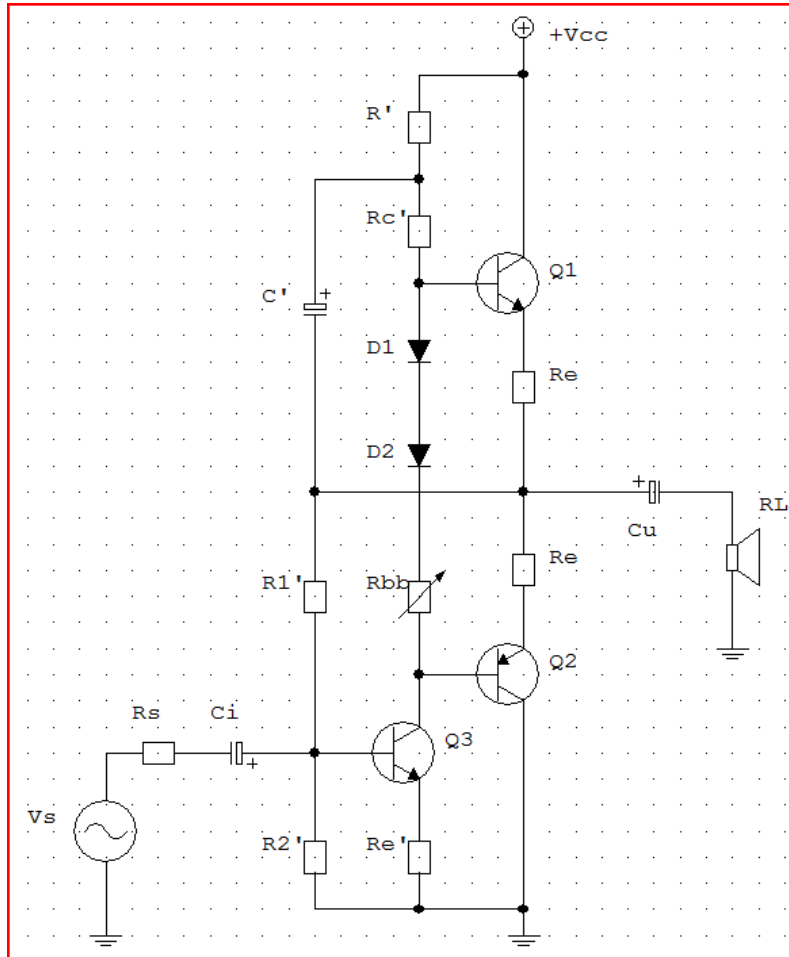 +Vcc
R'
Rc'
Q1
C'
+
D1
Re
D2
+
RL
Cu
R1'
Rbb
Re
Q2
Rs
Ci
+
Q3
Vs
R2'
Re'